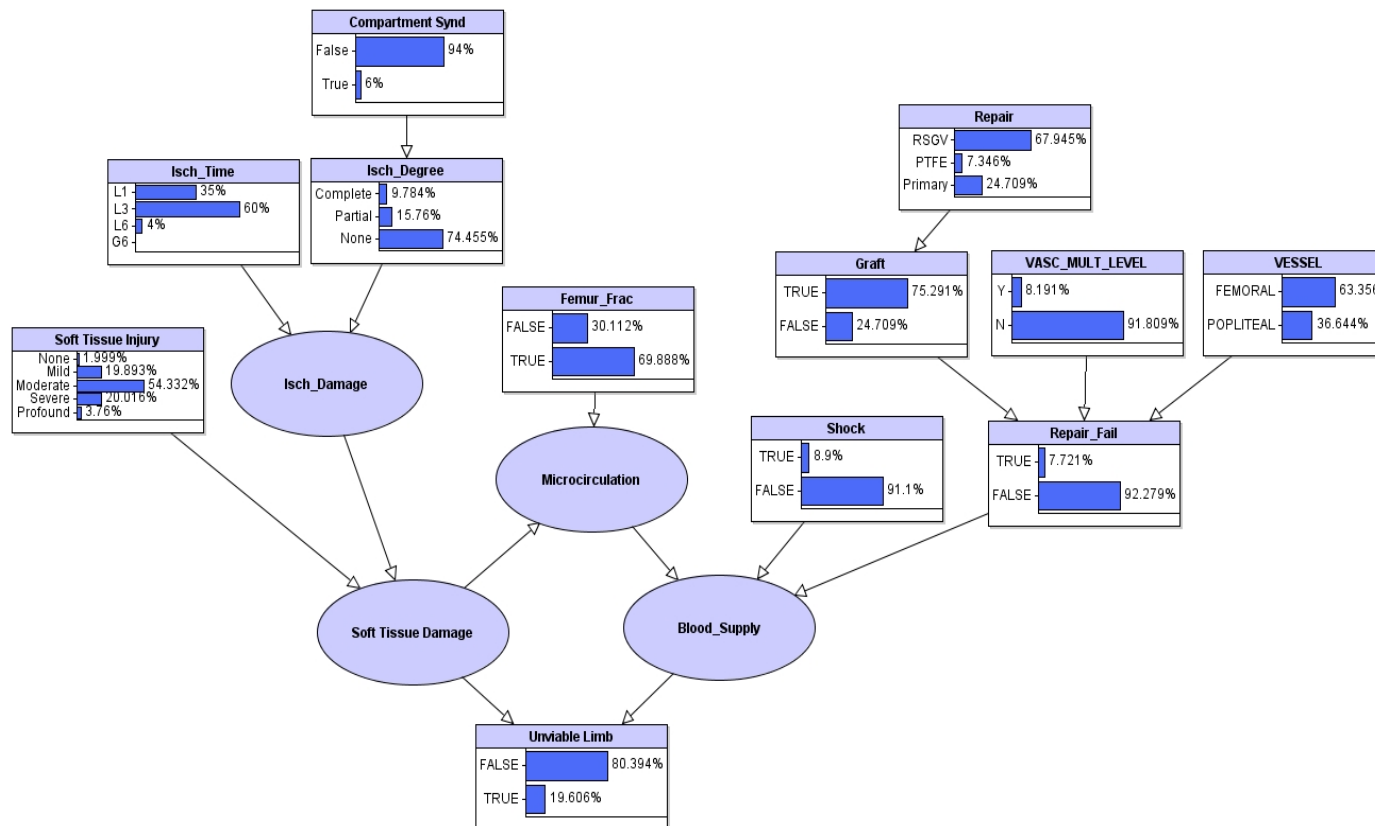 Compartment Synd
False 94%
True 6%
Repair
RSGV 67.945%
PTFE 7.346%
Primary 24.709%
Isch_Time
L1 35%
L3 60%
L6 4%
G6
Isch_Degree
Complete 9.784%
Partial 15.76%
None 74.455%
Graft
TRUE 75.291%
FALSE 24.709%
VASC_MULT_LEVEL
Y 8.191%
N 91.809%
VESSEL
FEMORAL 63.356
POPLITEAL 36.644%
Femur_Frac
FALSE 30.112%
TRUE 69.888%
Soft Tissue Injury
None 1.999%
Mild 19.893%
Moderate 54.332%
Severe 20.016%
Profound 3.76%
Isch_Damage
Shock
TRUE 8.9%
FALSE 91.1%
Repair_Fail
TRUE 7.721%
FALSE 92.279%
Microcirculation
Soft Tissue Damage
Blood_Supply
Unviable Limb
FALSE 80.394%
TRUE 19.606%